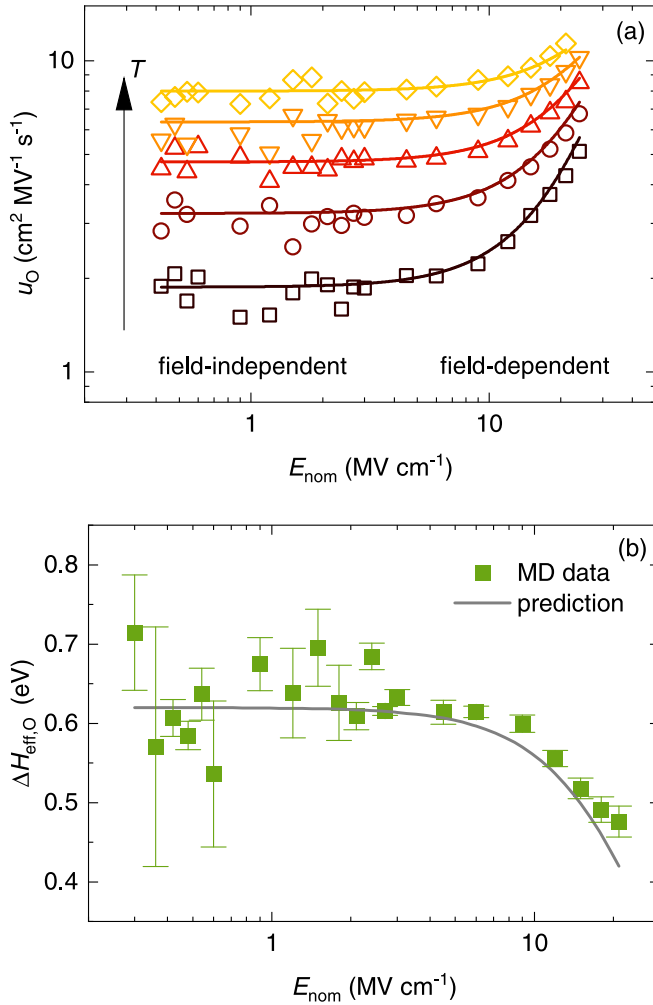 (a)
10
T
u_O (cm² MV⁻¹ s⁻¹)
1
field-independent
field-dependent
1
10
E_nom (MV cm⁻¹)
(b)
0.8
MD data
prediction
0.7
0.6
0.5
0.4
ΔH_eff,O (eV)
1
10
E_nom (MV cm⁻¹)